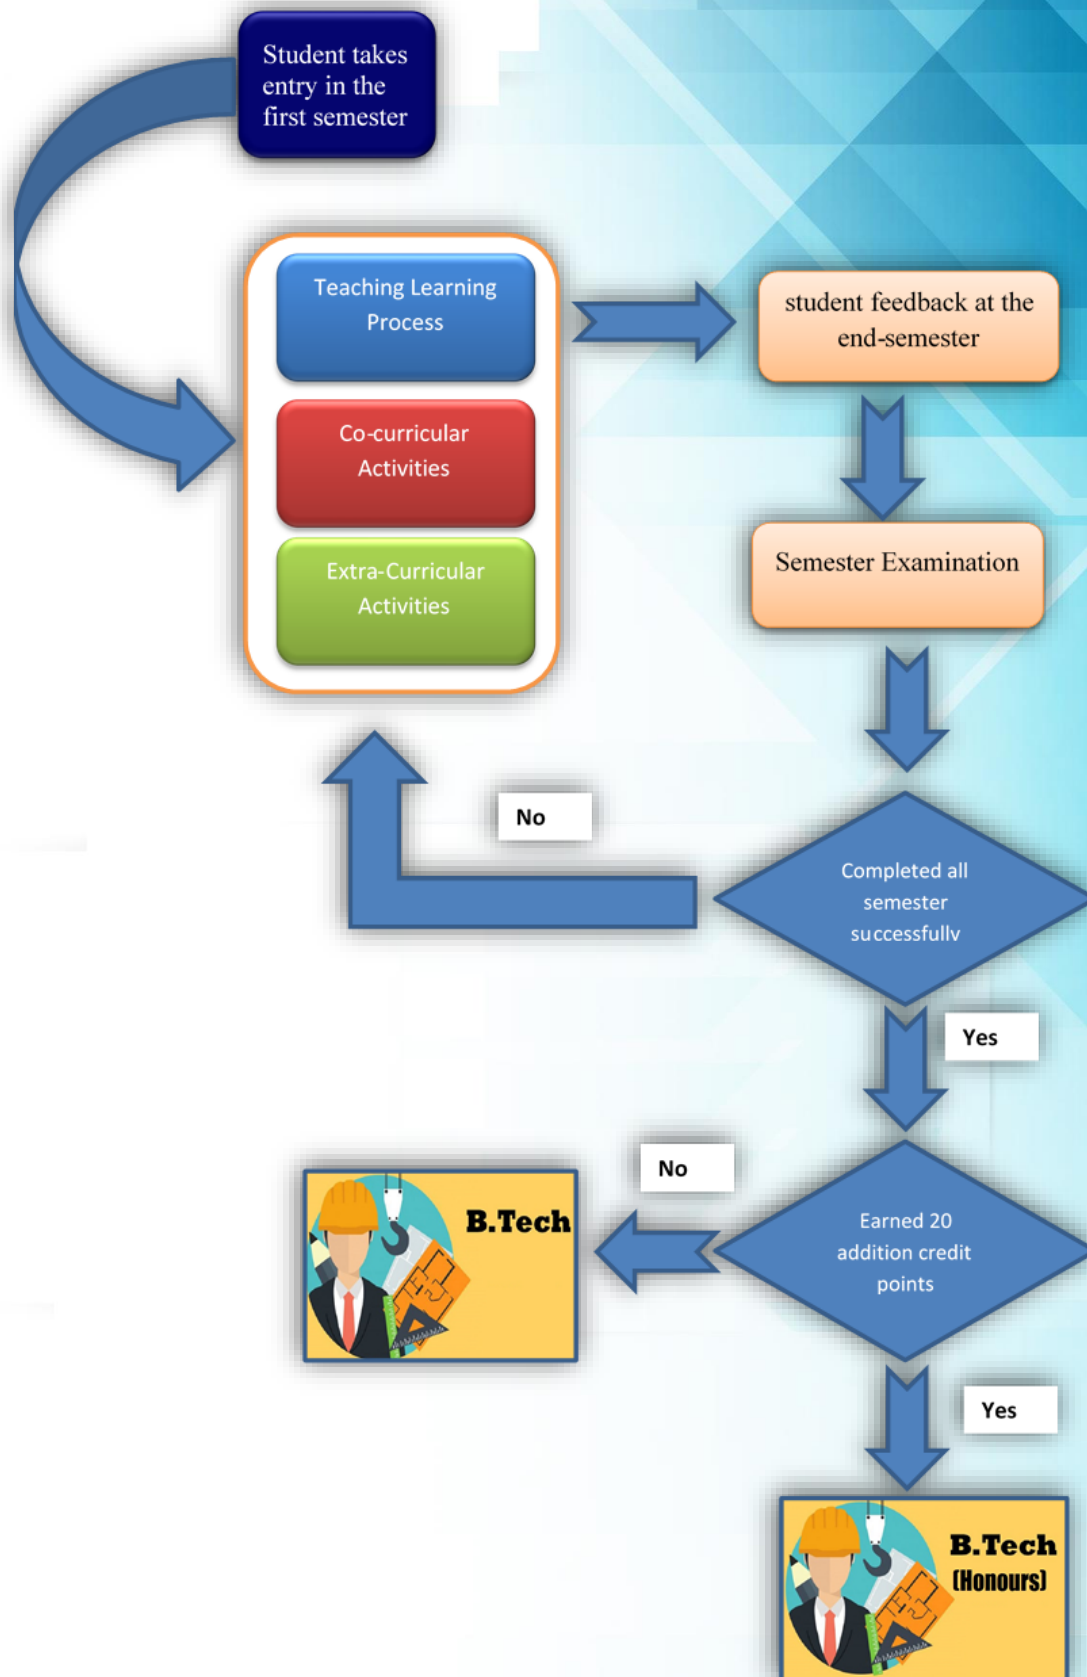 Student takes
entry in the
first semester
Teaching Learning
Process
Co-curricular
Activities
Extra-Curricular
Activities
student feedback at the
end-semester
Semester Examination
Completed all
semester
successfully
No
Yes
Earned 20
addition credit
points
No
B.Tech
Yes
B.Tech
(Honours)